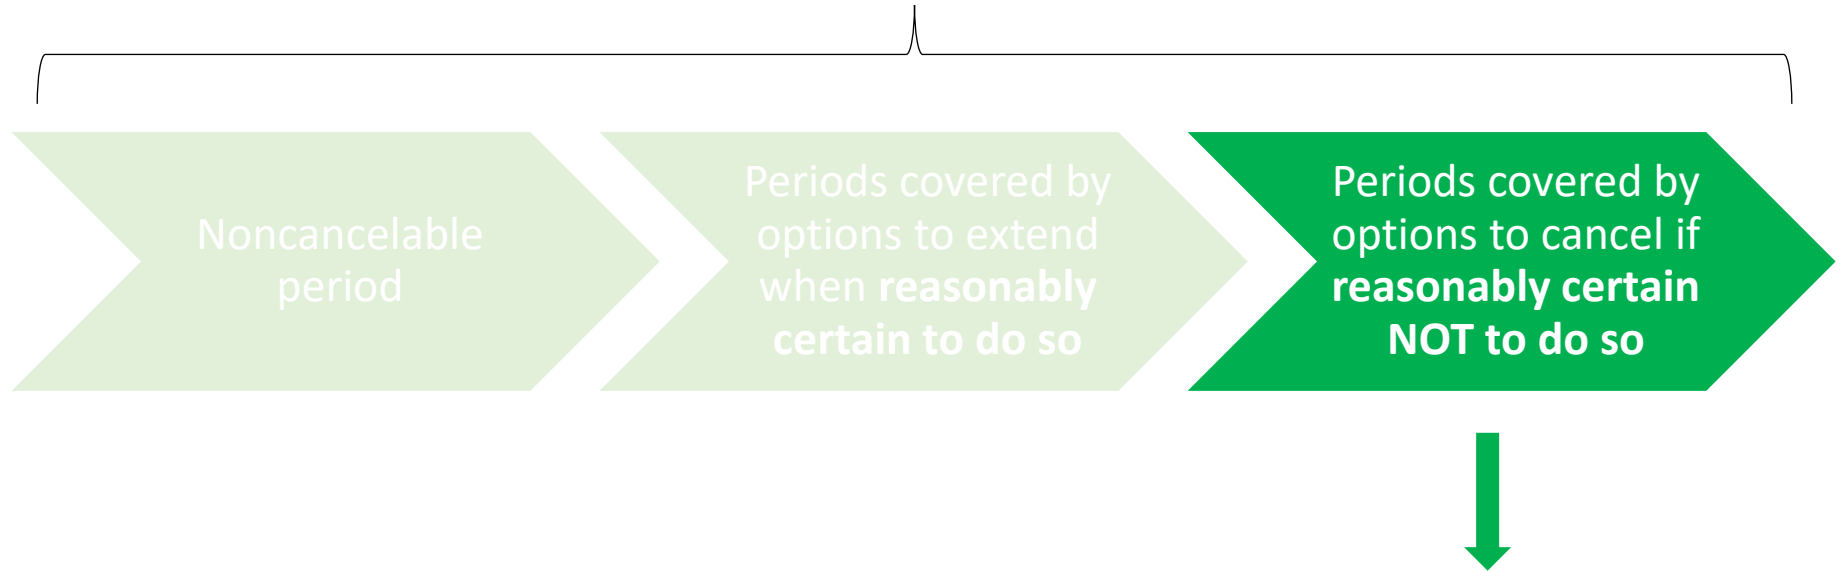 Noncancelable
period
Periods covered by
options to extend
when reasonably
certain to do so
Periods covered by
options to cancel if
reasonably certain
NOT to do so